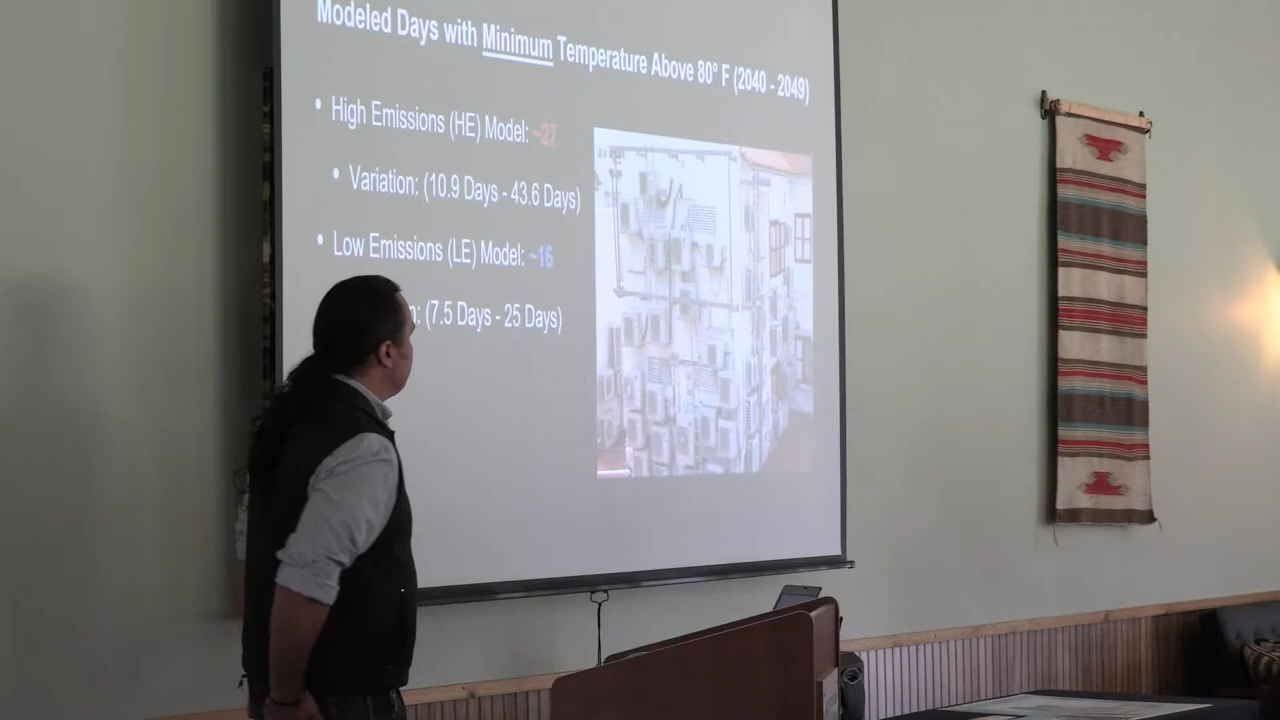 Modeled Days with Minimum Temperature Above 80° F (2040 - 2049)
• High Emissions (HE) Model: ~27
• Variation: (10.9 Days - 43.6 Days)
• Low Emissions (LE) Model: ~16
(7.5 Days - 25 Days)